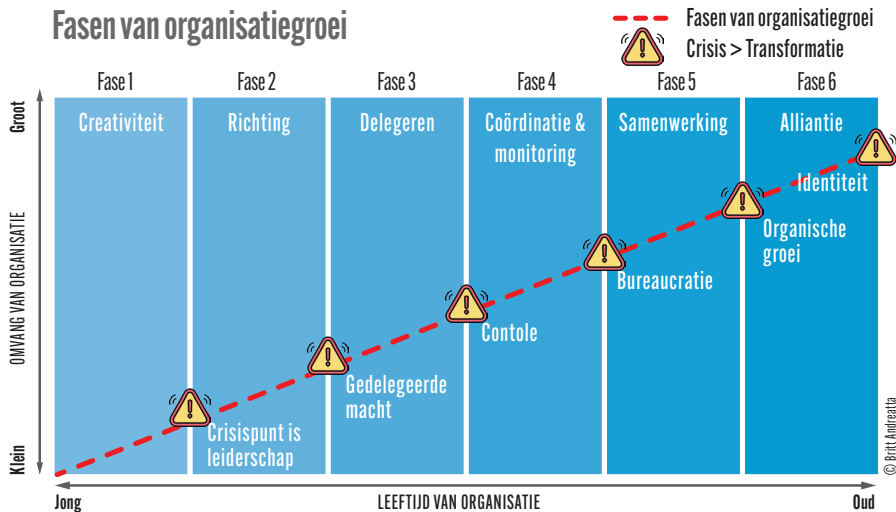 Fasen van organisatiegroei
Fasen van organisatiegroei
Crisis > Transformatie
Fase 1
Fase 2
Fase 3
Fase 4
Fase 5
Fase 6
Groot
Creativiteit
Richting
Delegeren
Coördinatie &
monitoring
Samenwerking
Alliantie
Identiteit
Organische
groei
Bureaucratie
Contole
Gedelegeerde
macht
Crisispunt is
leiderschap
OMVANG VAN ORGANISATIE
Klein
Jong
LEEFTIJD VAN ORGANISATIE
Oud
© Britt Andreatta